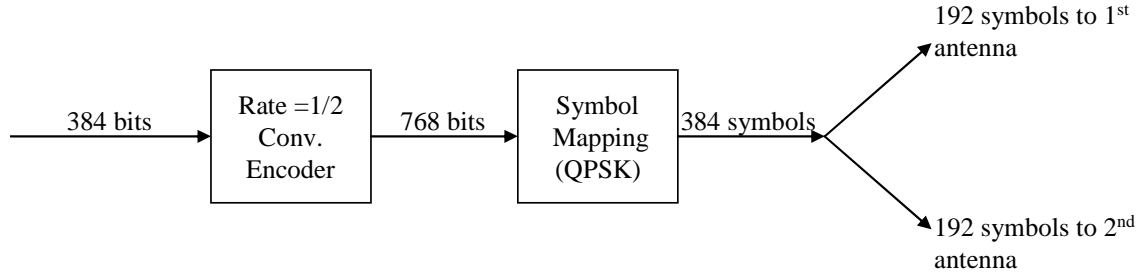 384 bits
Rate =1/2
Conv.
Encoder
768 bits
Symbol
Mapping
(QPSK)
384 symbols
192 symbols to 1st
antenna
192 symbols to 2nd
antenna